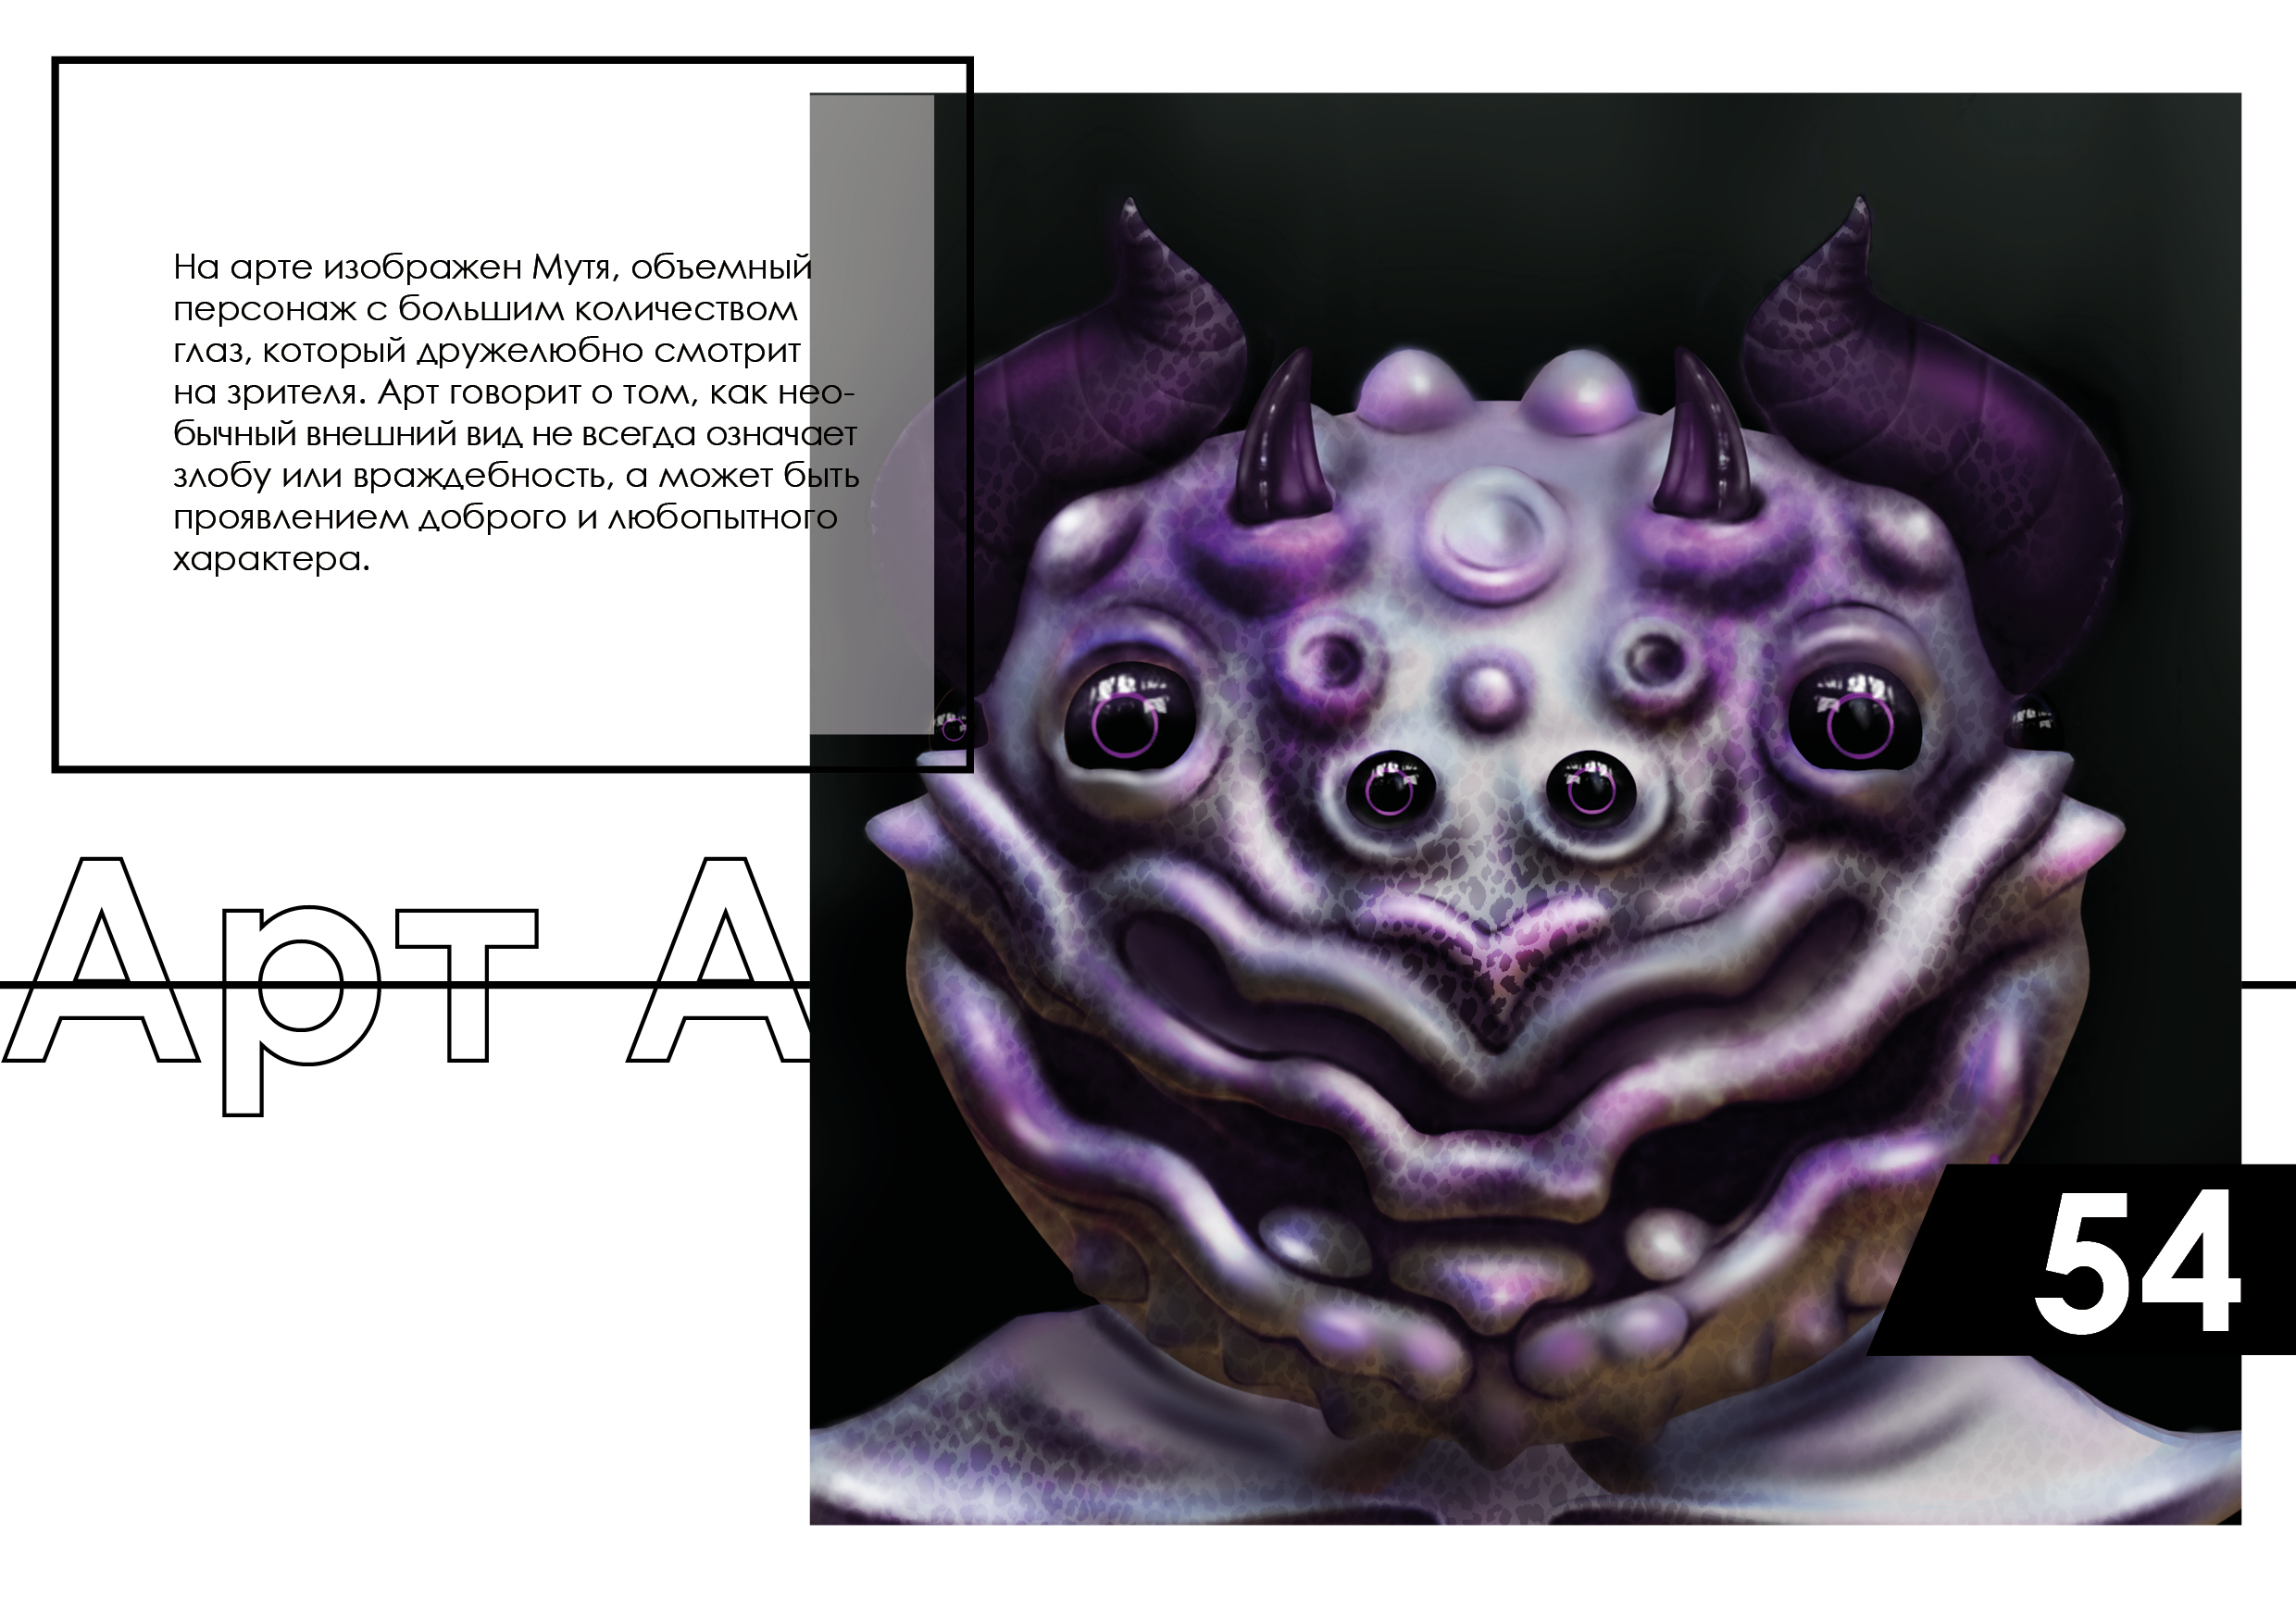 На арте изображен Мутя, объемный
персонаж с большим количеством
глаз, который дружелюбно смотрит
на зрителя. Арт говорит о том, как нео-
бычный внешний вид не всегда означает
злобу или враждебность, а может быть
проявлением доброго и любопытного
характера.
Арт А
54